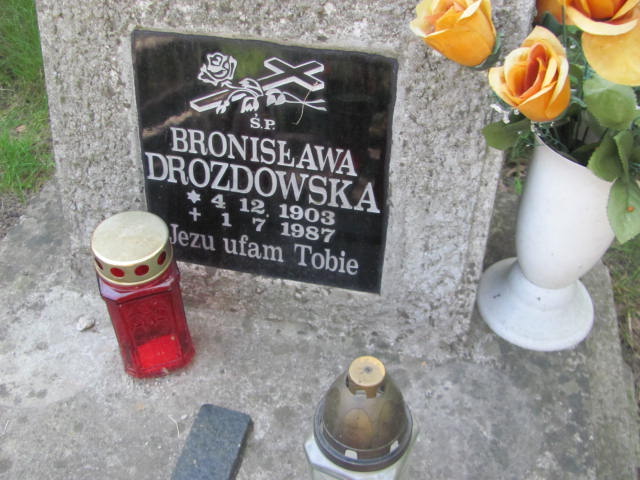 Ś.P.
BRONISŁAWA
DROZDOWSKA
* 4 12 1903
+ 1 7 1987
Jezu ufam Tobie